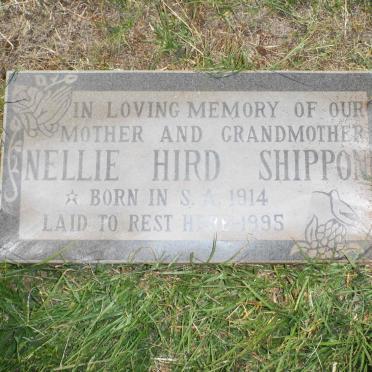 IN LOVING MEMORY OF OUR
MOTHER AND GRANDMOTHER
NELLIE HIRD SHIPPON
☆ BORN IN S.A. 1914
LAID TO REST HERE 1995